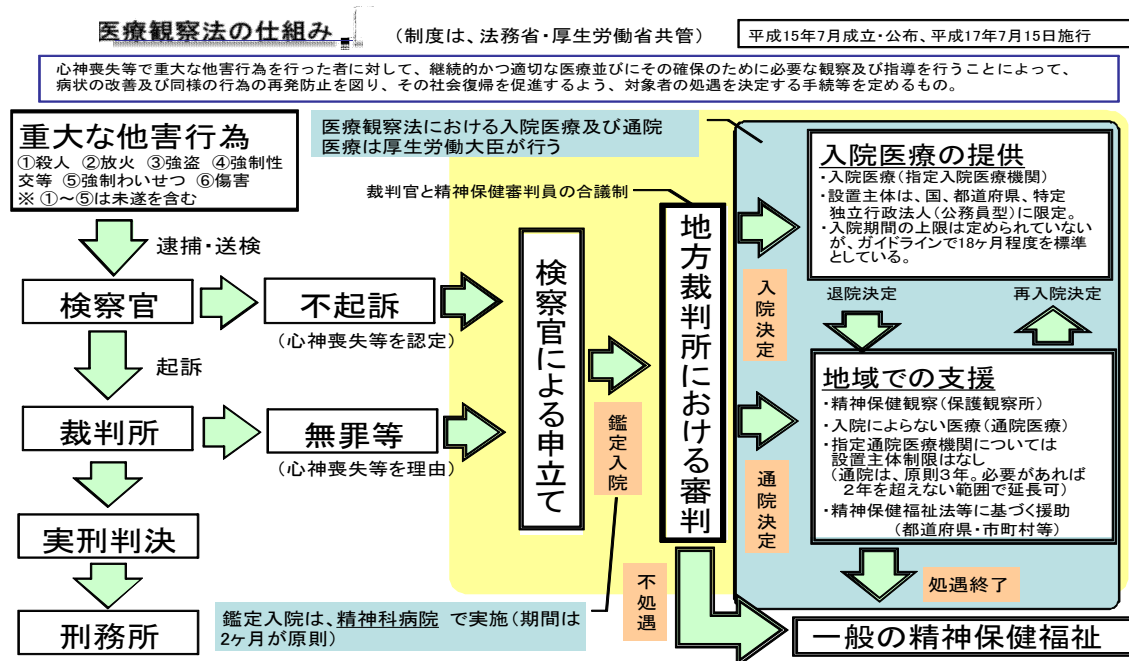 医療観察法の仕組み
(制度は、法務省・厚生労働省共管)
平成15年7月成立・公布、平成17年7月15日施行
心神喪失等で重大な他害行為を行った者に対して、継続的かつ適切な医療並びにその確保のために必要な観察及び指導を行うことによって、
病状の改善及び同様の行為の再発防止を図り、その社会復帰を促進するよう、対象者の処遇を決定する手続等を定めるもの。
重大な他害行為
①殺人 ②放火 ③強盗 ④強制性
交等 ⑤強制わいせつ ⑥傷害
※ ①～⑤は未遂を含む
逮捕・送検
検察官
起訴
裁判所
実刑判決
刑務所
不起訴
(心神喪失等を認定)
無罪等
(心神喪失等を理由)
医療観察法における入院医療及び通院
医療は厚生労働大臣が行う
裁判官と精神保健審判員の合議制
検察官による申立て
鑑定入院
鑑定入院は、精神科病院 で実施(期間は
2ヶ月が原則)
地方裁判所における審判
入院決定
通院決定
不処遇
入院医療の提供
・入院医療(指定入院医療機関)
・設置主体は、国、都道府県、特定
独立行政法人(公務員型)に限定。
・入院期間の上限は定められていない
が、ガイドラインで18ヶ月程度を標準
としている。
退院決定
再入院決定
地域での支援
・精神保健観察(保護観察所)
・入院によらない医療(通院医療)
・指定通院医療機関については
設置主体制限はなし
(通院は、原則3年。必要があれば
2年を超えない範囲で延長可)
・精神保健福祉法等に基づく援助
(都道府県・市町村等)
処遇終了
一般の精神保健福祉